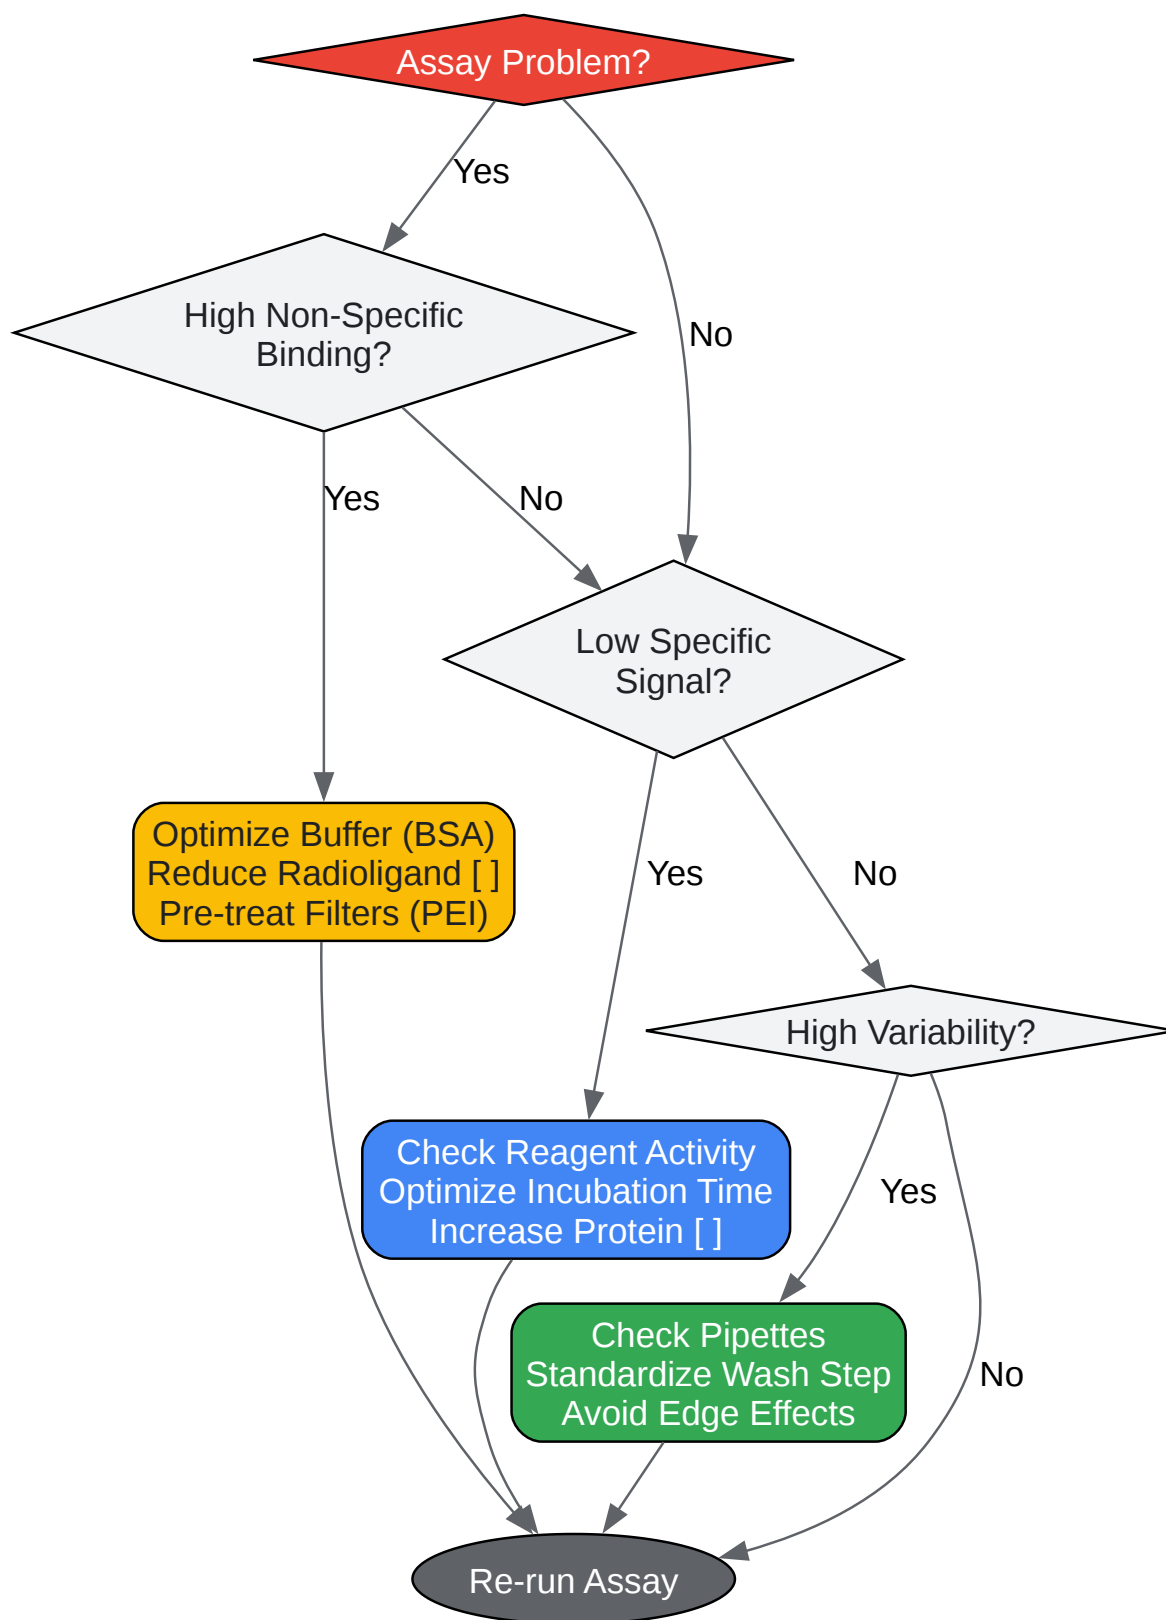 Assay Problem?
Yes
No
High Non-Specific
Binding?
Yes
No
Low Specific
Signal?
Optimize Buffer (BSA)
Reduce Radioligand [ ]
Pre-treat Filters (PEI)
Yes
No
High Variability?
Check Reagent Activity
Optimize Incubation Time
Increase Protein [ ]
Yes
Check Pipettes
Standardize Wash Step
Avoid Edge Effects
No
Re-run Assay